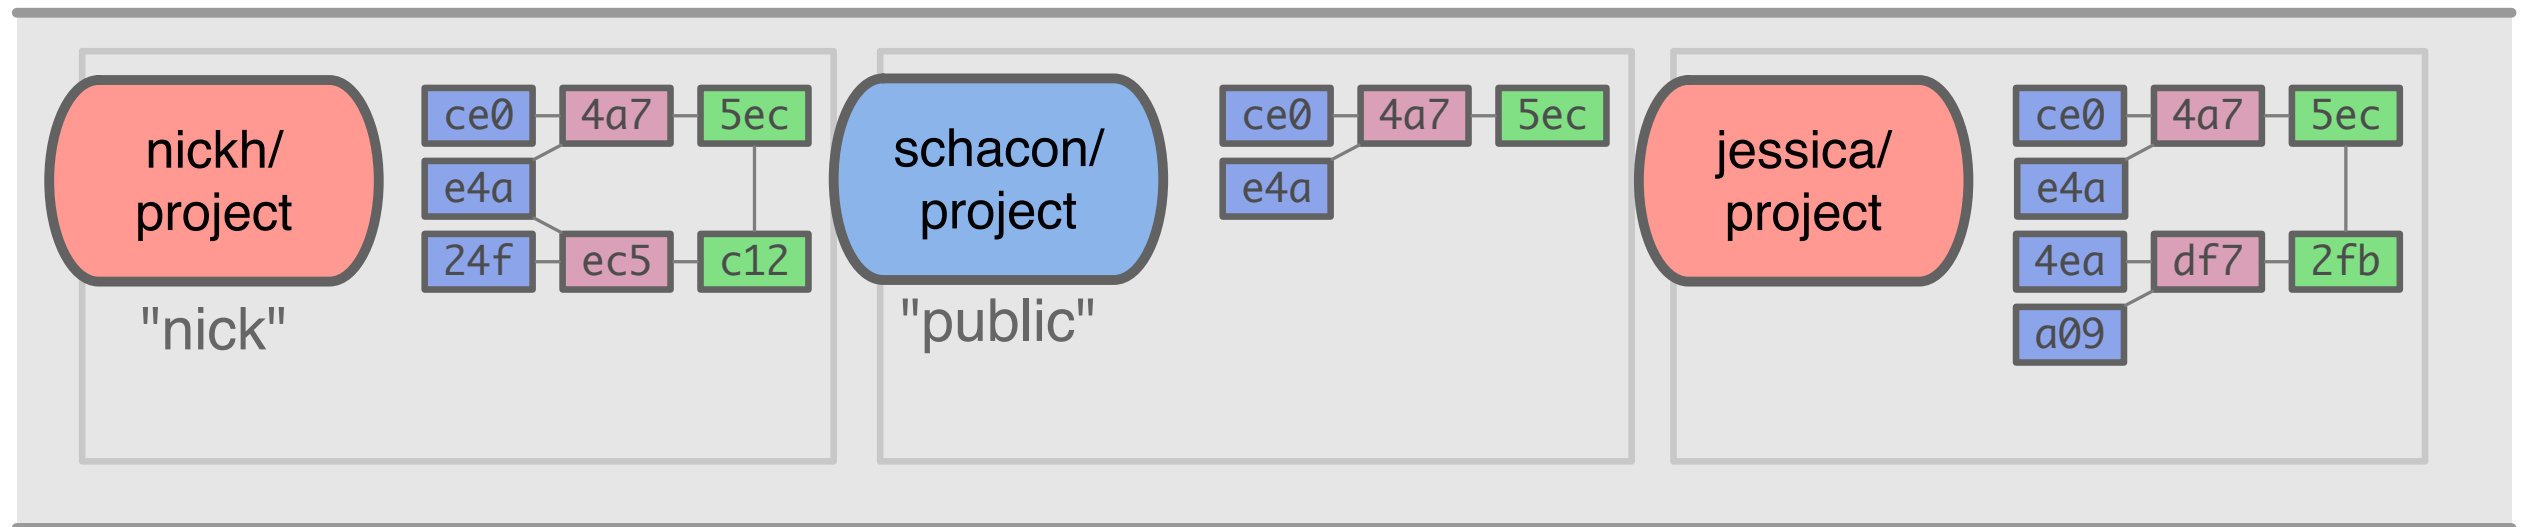 nickh/
project
"nick"
ce0 4a7 5ec
e4a
24f ec5 c12
schacon/
project
"public"
ce0 4a7 5ec
e4a
jessica/
project
ce0 4a7 5ec
e4a
4ea df7 2fb
a09